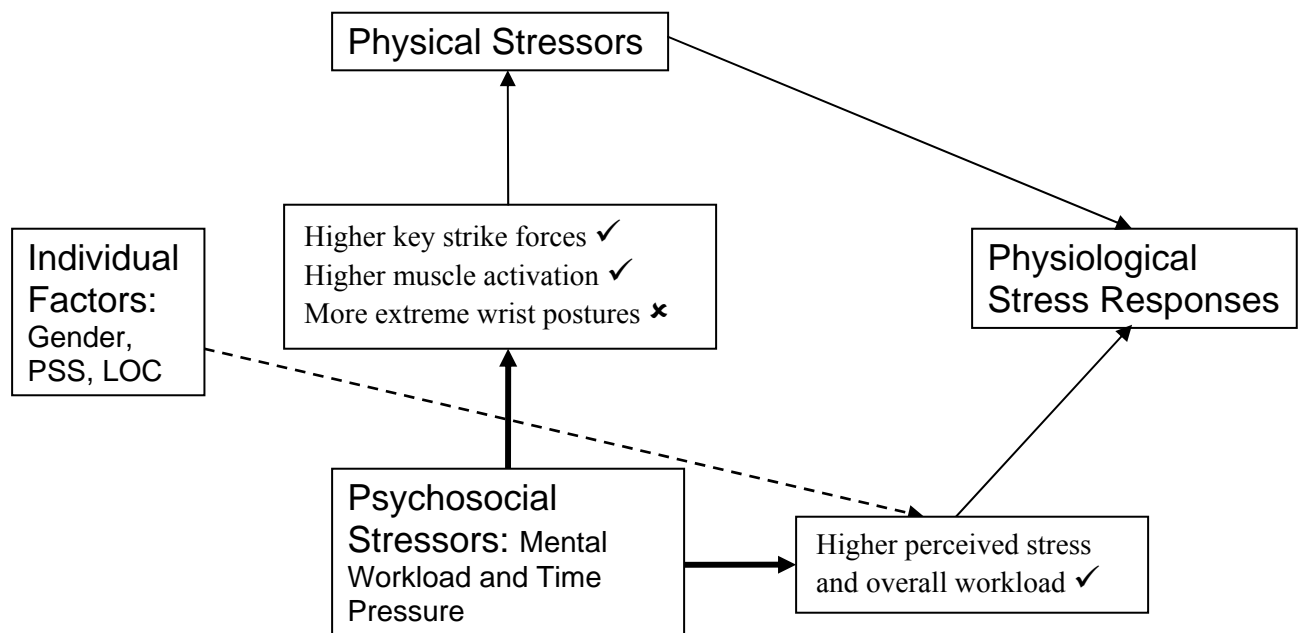 Physical Stressors
Higher key strike forces ✓
Higher muscle activation ✓
More extreme wrist postures ✖
Individual
Factors:
Gender,
PSS, LOC
Physiological
Stress Responses
Psychosocial
Stressors: Mental
Workload and Time
Pressure
Higher perceived stress
and overall workload ✓